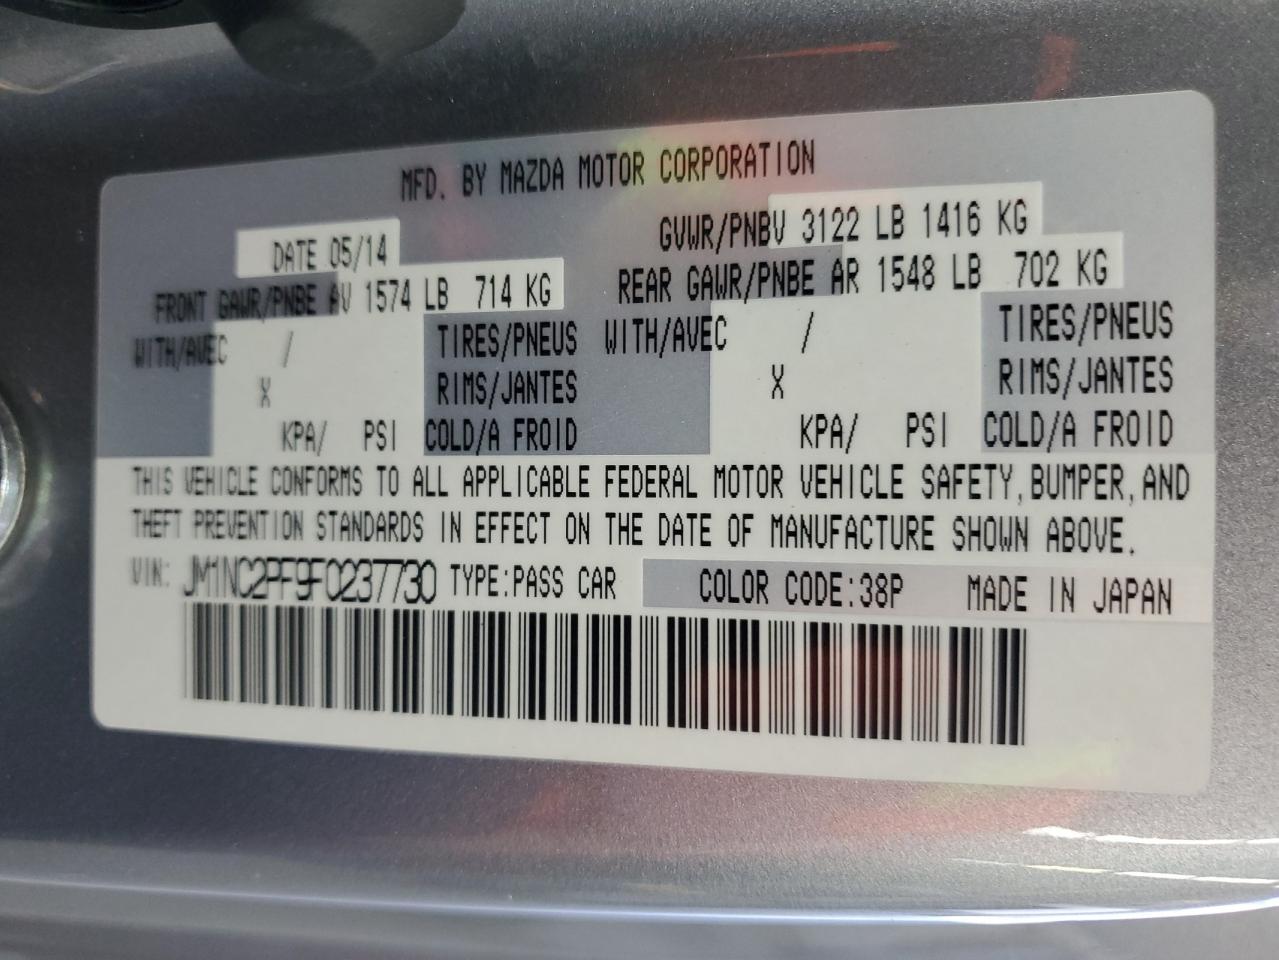 MFD. BY MAZDA MOTOR CORPORATION
DATE 05/14 GVWR/PNBV 3122 LB 1416 KG
FRONT GAWR/PNBE AV 1574 LB 714 KG REAR GAWR/PNBE AR 1548 LB 702 KG
WITH/AVEC / TIRES/PNEUS WITH/AVEC / TIRES/PNEUS
X RIMS/JANTES X RIMS/JANTES
KPA/ PSI COLD/A FROID KPA/ PSI COLD/A FROID
THIS VEHICLE CONFORMS TO ALL APPLICABLE FEDERAL MOTOR VEHICLE SAFETY, BUMPER, AND
THEFT PREVENTION STANDARDS IN EFFECT ON THE DATE OF MANUFACTURE SHOWN ABOVE.
VIN: JM1NC2PF9F0237730 TYPE:PASS CAR COLOR CODE:38P MADE IN JAPAN